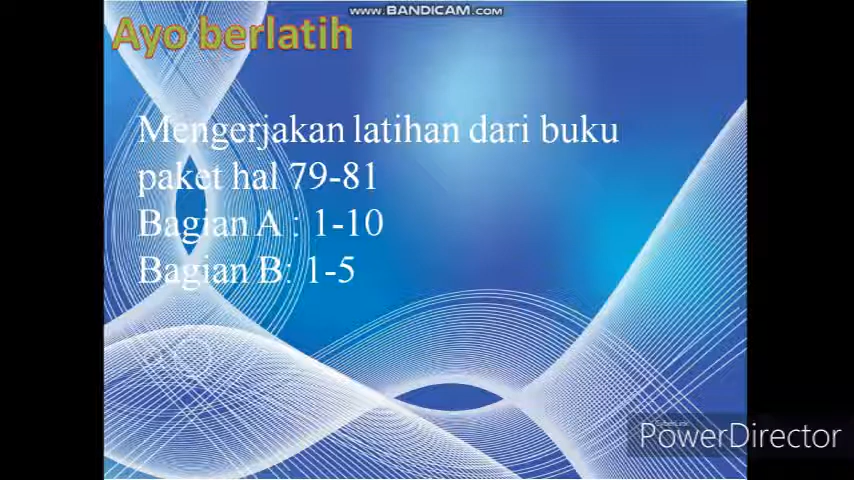 www.BANDICAM.com
Ayo berlatih
Mengerjakan latihan dari buku
paket hal 79-81
Bagian A : 1-10
Bagian B: 1-5
CyberLink
PowerDirector